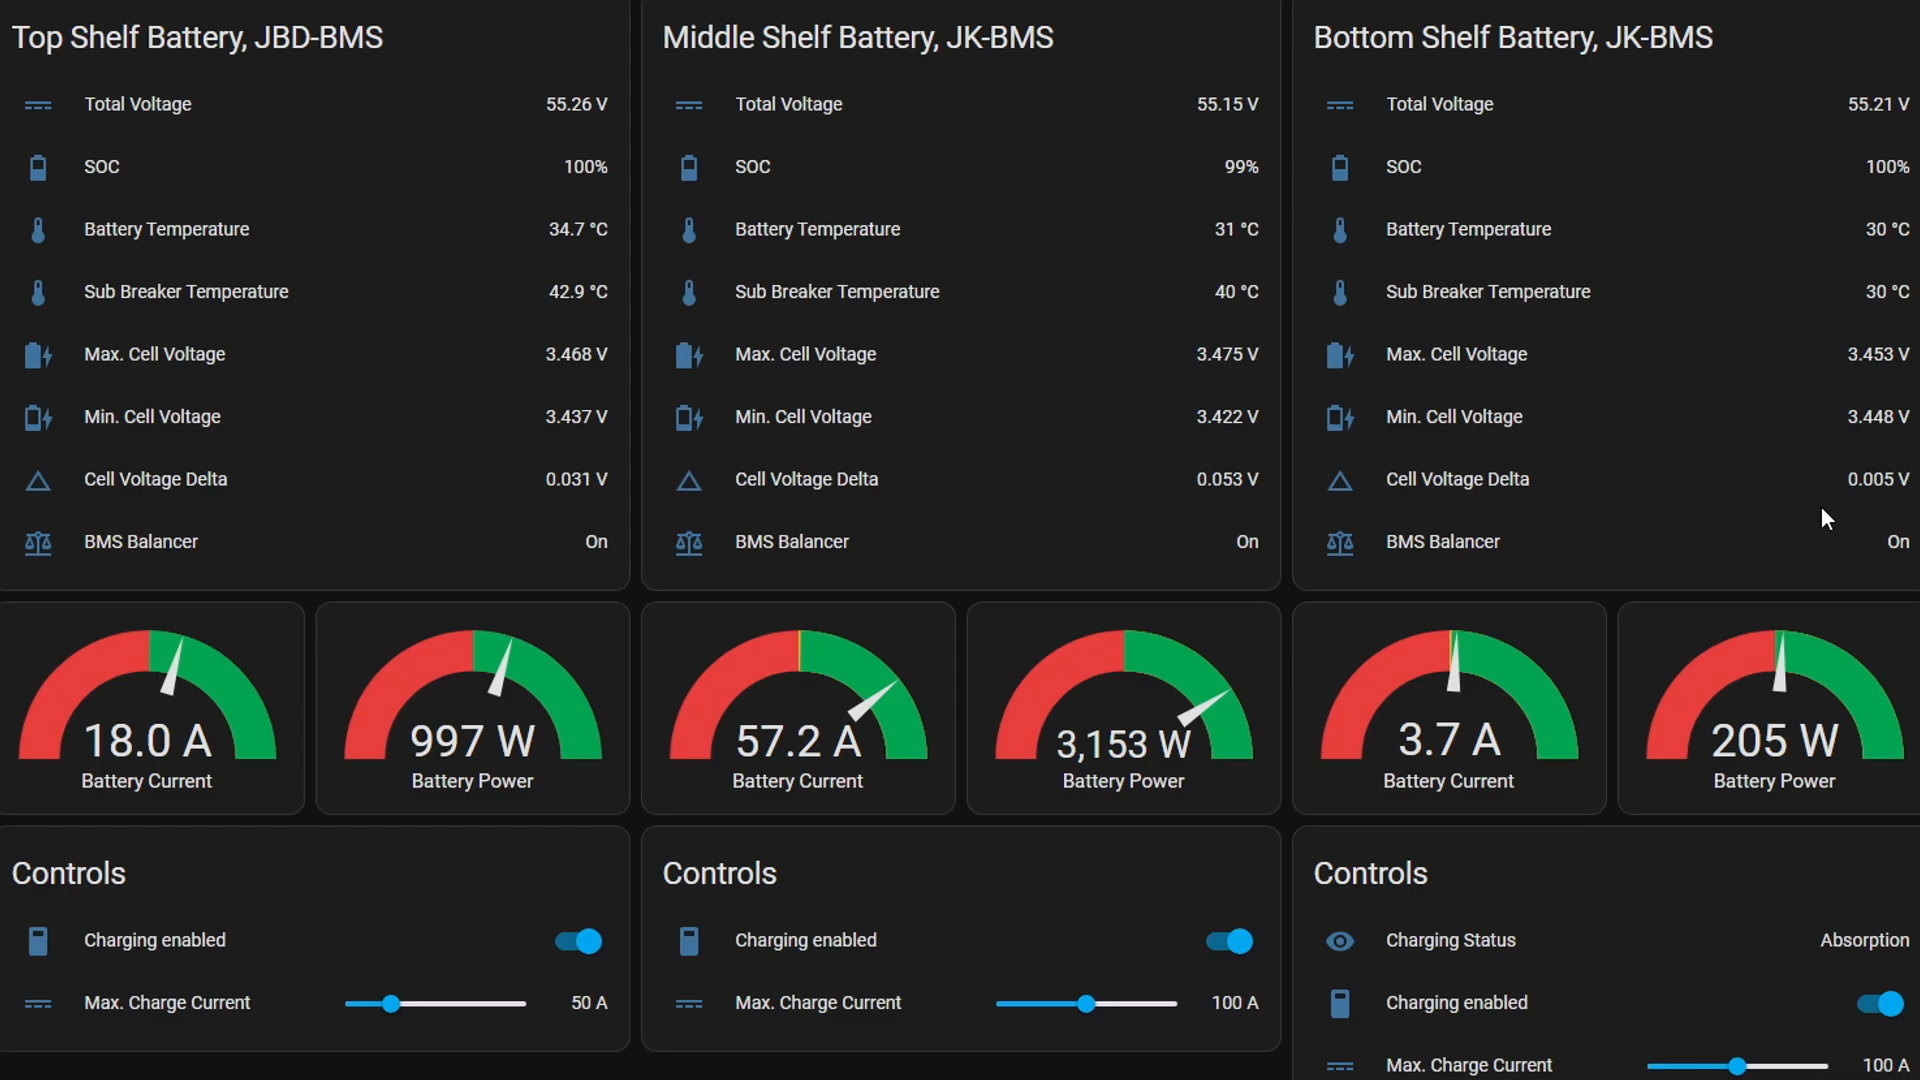 Top Shelf Battery, JBD-BMS
Total Voltage 55.26 V
SOC 100%
Battery Temperature 34.7 °C
Sub Breaker Temperature 42.9 °C
Max. Cell Voltage 3.468 V
Min. Cell Voltage 3.437 V
Cell Voltage Delta 0.031 V
BMS Balancer On
18.0 A
Battery Current
997 W
Battery Power
Controls
Charging enabled
Max. Charge Current 50 A
Middle Shelf Battery, JK-BMS
Total Voltage 55.15 V
SOC 99%
Battery Temperature 31 °C
Sub Breaker Temperature 40 °C
Max. Cell Voltage 3.475 V
Min. Cell Voltage 3.422 V
Cell Voltage Delta 0.053 V
BMS Balancer On
57.2 A
Battery Current
3,153 W
Battery Power
Controls
Charging enabled
Max. Charge Current 100 A
Bottom Shelf Battery, JK-BMS
Total Voltage 55.21 V
SOC 100%
Battery Temperature 30 °C
Sub Breaker Temperature 30 °C
Max. Cell Voltage 3.453 V
Min. Cell Voltage 3.448 V
Cell Voltage Delta 0.005 V
BMS Balancer On
3.7 A
Battery Current
205 W
Battery Power
Controls
Charging Status Absorption
Charging enabled
Max. Charge Current 100 A